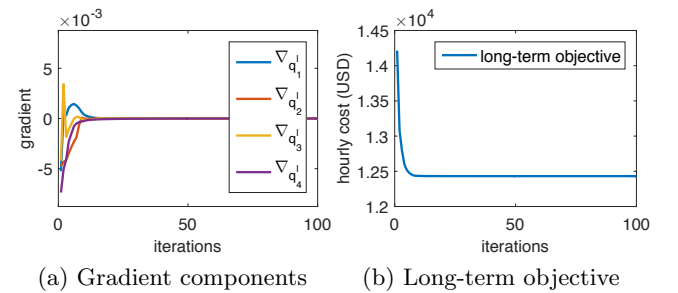 ×10⁻³
5
0
-5
gradient
0
50
100
iterations
∇q₁ˡ
∇q₂ˡ
∇q₃ˡ
∇q₄ˡ
(a) Gradient components
×10⁴
1.45
1.4
1.35
1.3
1.25
1.2
hourly cost (USD)
0
50
100
iterations
long-term objective
(b) Long-term objective